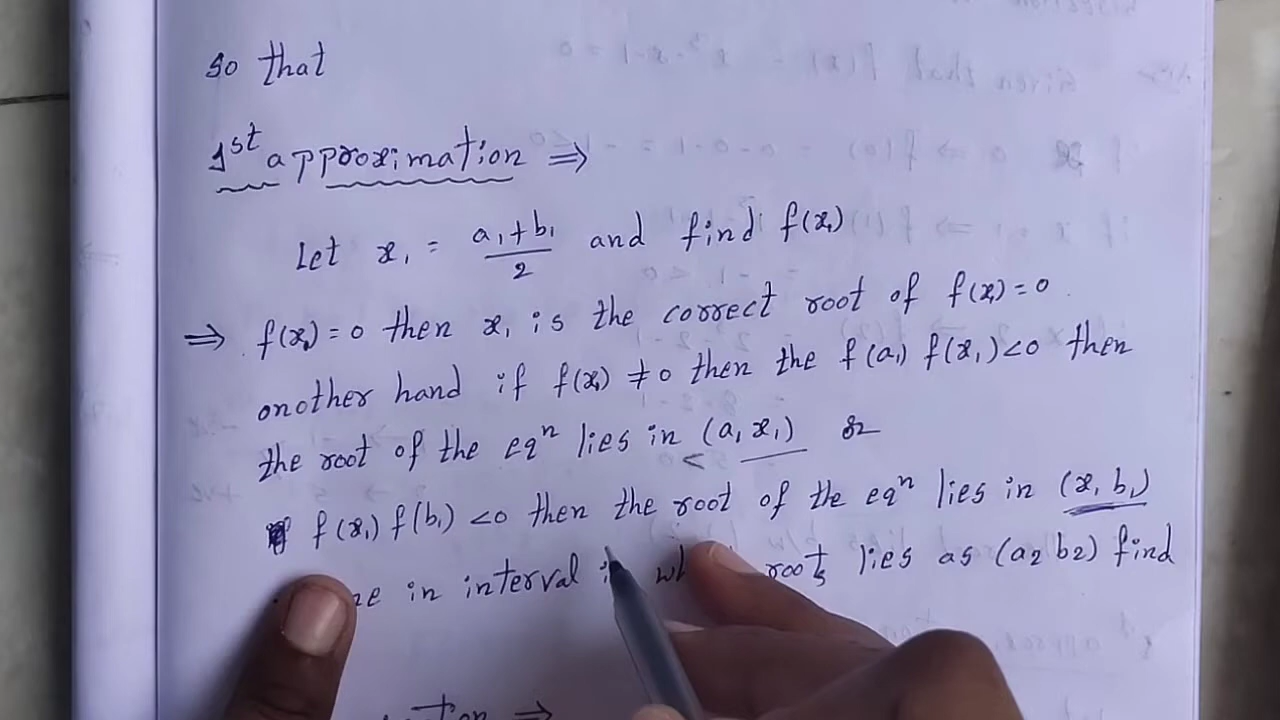 so that
1st approximation ⇒
Let x₁ = (a₁+b₁)/2 and find f(x₁)
⇒ f(x₁)=0 then x₁ is the correct root of f(x₁)=0.
onother hand if f(x₁) ≠0 then the f(a₁) f(x₁)<0 then
the root of the eqⁿ lies in (a₁ x₁) or
if f(x₁) f(b₁) <0 then the root of the eqⁿ lies in (x₁ b₁)
in interval roots lies as (a₂ b₂) find
⇒